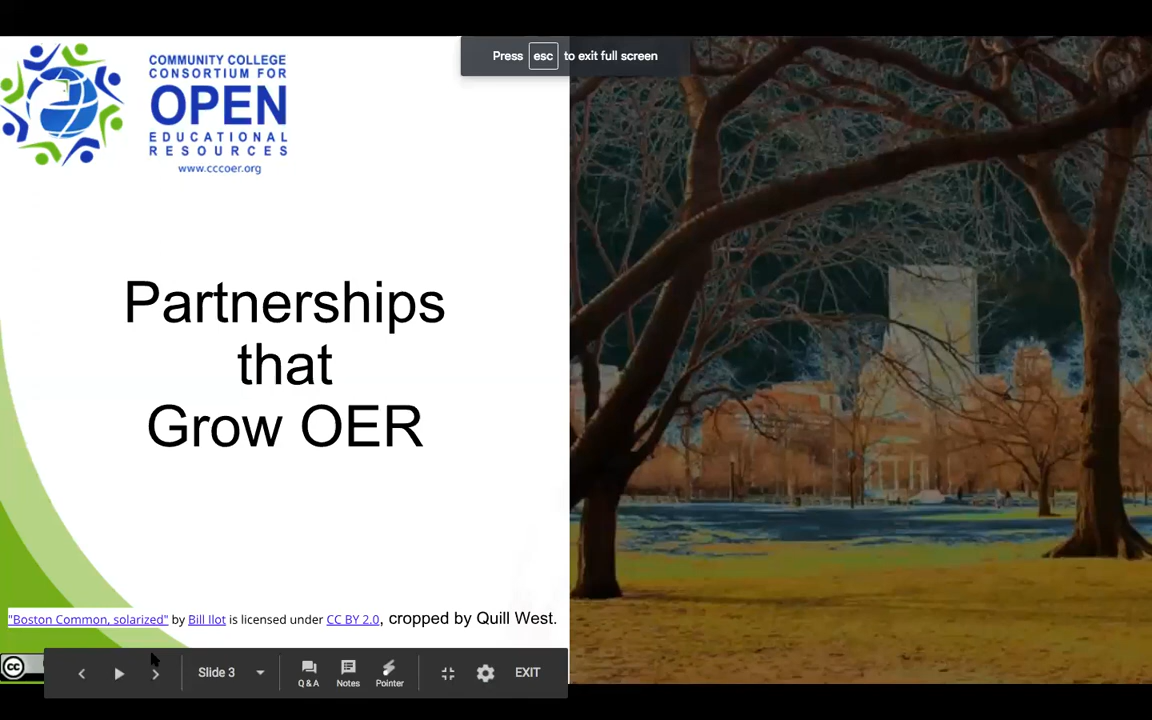 COMMUNITY COLLEGE
CONSORTIUM FOR
OPEN
EDUCATIONAL
RESOURCES
www.cccoer.org
Press esc to exit full screen
Partnerships
that
Grow OER
"Boston Common, solarized" by Bill Ilot is licensed under CC BY 2.0, cropped by Quill West.
cc
Slide 3
Q & A
Notes
Pointer
EXIT